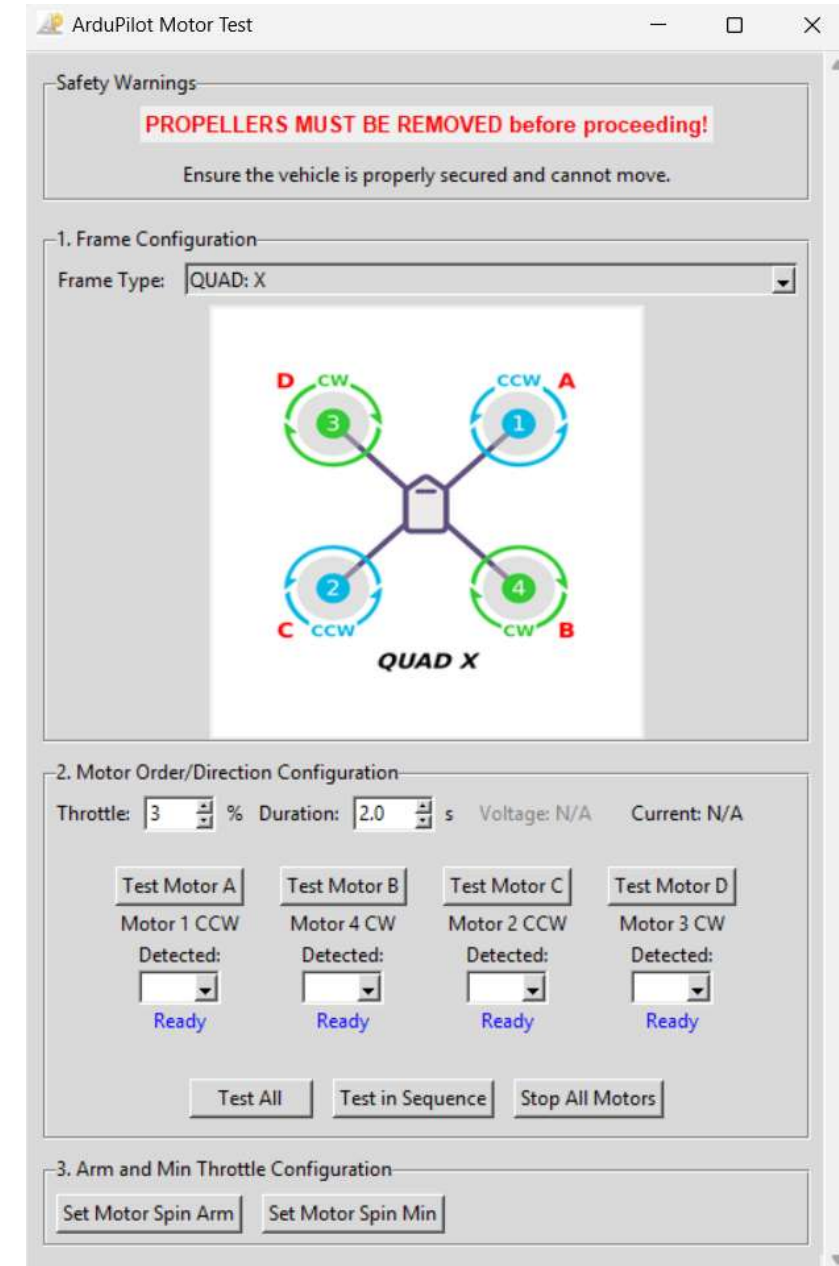 ArduPilot Motor Test
Safety Warnings
PROPELLERS MUST BE REMOVED before proceeding!
Ensure the vehicle is properly secured and cannot move.
1. Frame Configuration
Frame Type: QUAD: X
D CW CCW A
3 1
2 4
C CCW CW B
QUAD X
2. Motor Order/Direction Configuration
Throttle: 3 % Duration: 2.0 s Voltage: N/A Current: N/A
Test Motor A Test Motor B Test Motor C Test Motor D
Motor 1 CCW Motor 4 CW Motor 2 CCW Motor 3 CW
Detected: Detected: Detected: Detected:
Ready Ready Ready Ready
Test All Test in Sequence Stop All Motors
3. Arm and Min Throttle Configuration
Set Motor Spin Arm Set Motor Spin Min